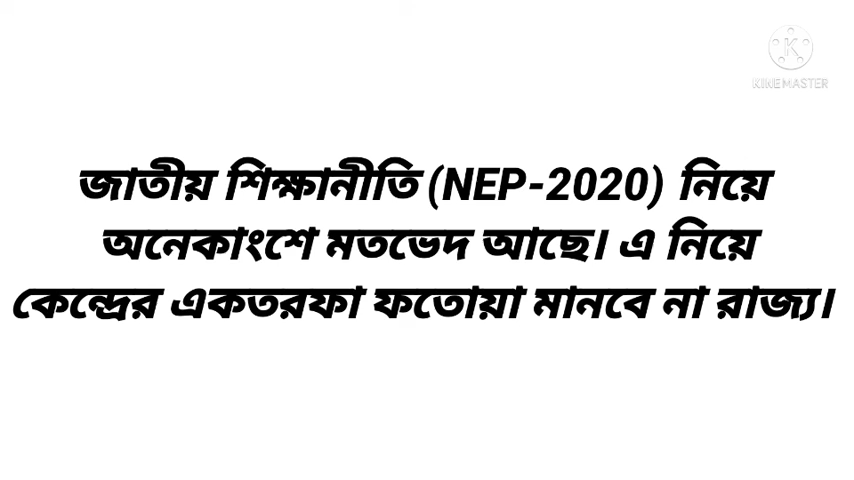 KINEMASTER
জাতীয় শিক্ষানীতি (NEP-2020) নিয়ে
অনেকাংশে মতভেদ আছে। এ নিয়ে
কেন্দ্রের একতরফা ফতোয়া মানবে না রাজ্য।